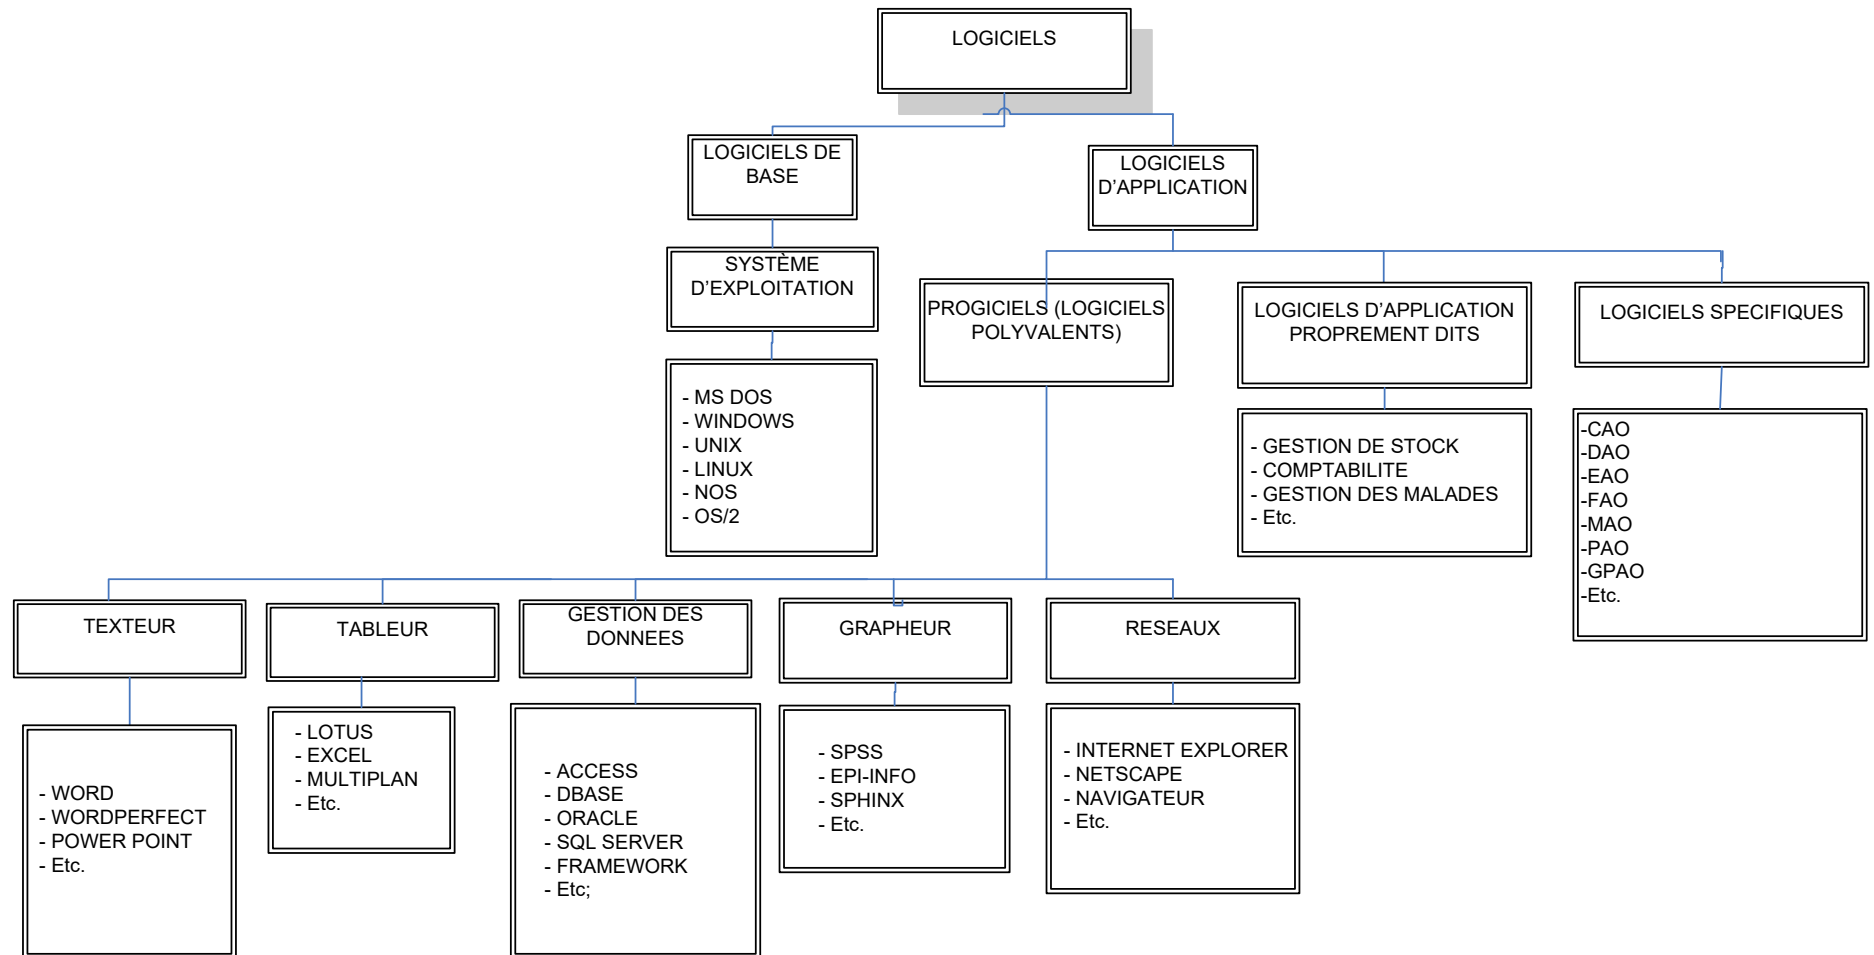 LOGICIELS
LOGICIELS DE
BASE
LOGICIELS
D’APPLICATION
SYSTÈME
D’EXPLOITATION
PROGICIELS (LOGICIELS
POLYVALENTS)
LOGICIELS D’APPLICATION
PROPREMENT DITS
LOGICIELS SPECIFIQUES
- MS DOS
- WINDOWS
- UNIX
- LINUX
- NOS
- OS/2
- GESTION DE STOCK
- COMPTABILITE
- GESTION DES MALADES
- Etc.
-CAO
-DAO
-EAO
-FAO
-MAO
-PAO
-GPAO
-Etc.
TEXTEUR
TABLEUR
GESTION DES
DONNEES
GRAPHEUR
RESEAUX
- WORD
- WORDPERFECT
- POWER POINT
- Etc.
- LOTUS
- EXCEL
- MULTIPLAN
- Etc.
- ACCESS
- DBASE
- ORACLE
- SQL SERVER
- FRAMEWORK
- Etc;
- SPSS
- EPI-INFO
- SPHINX
- Etc.
- INTERNET EXPLORER
- NETSCAPE
- NAVIGATEUR
- Etc.